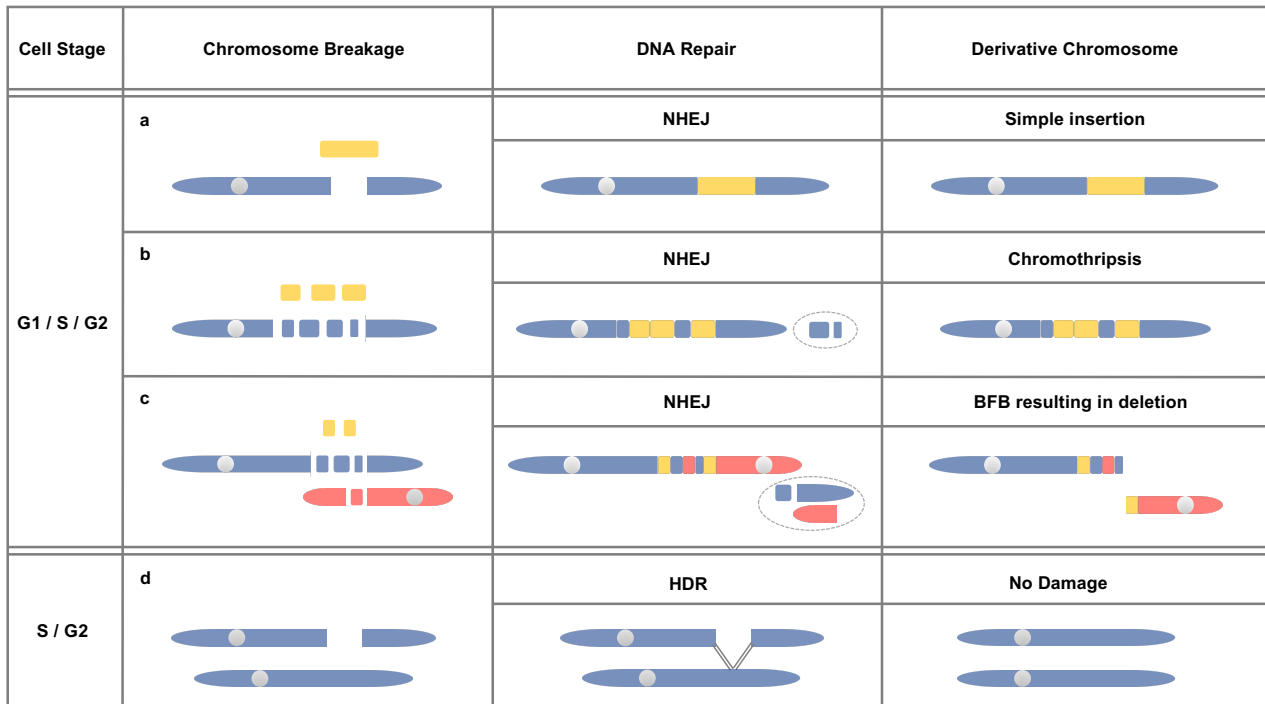 Cell Stage
Chromosome Breakage
DNA Repair
Derivative Chromosome
G1 / S / G2
a
NHEJ
Simple insertion
b
NHEJ
Chromothripsis
c
NHEJ
BFB resulting in deletion
S / G2
d
HDR
No Damage